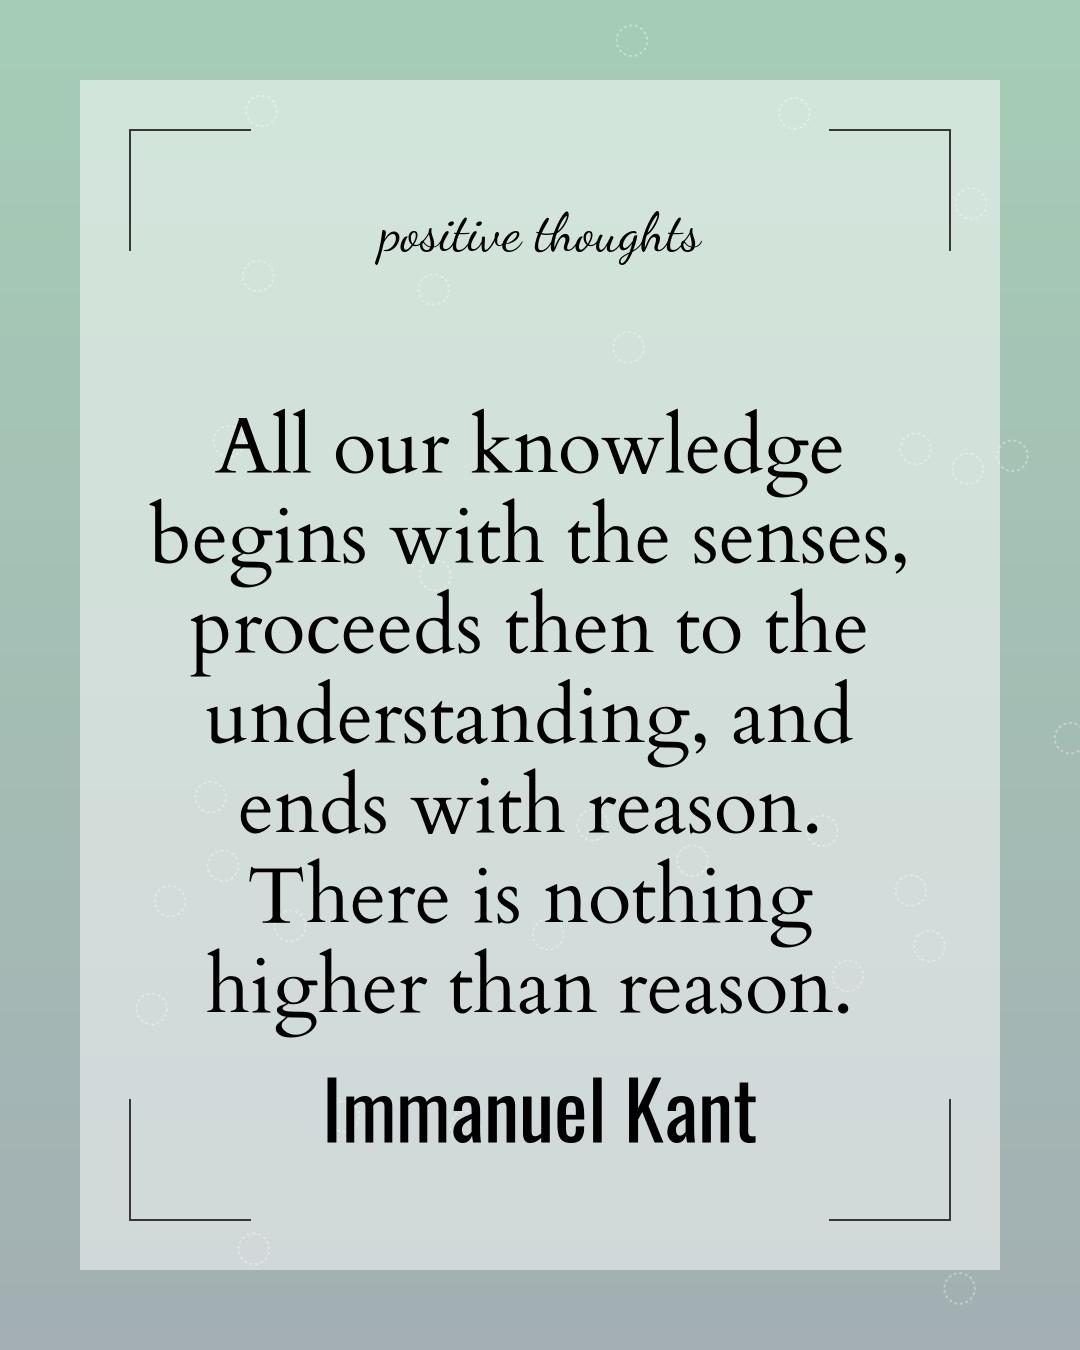 positive thoughts
All our knowledge
begins with the senses,
proceeds then to the
understanding, and
ends with reason.
There is nothing
higher than reason.
Immanuel Kant